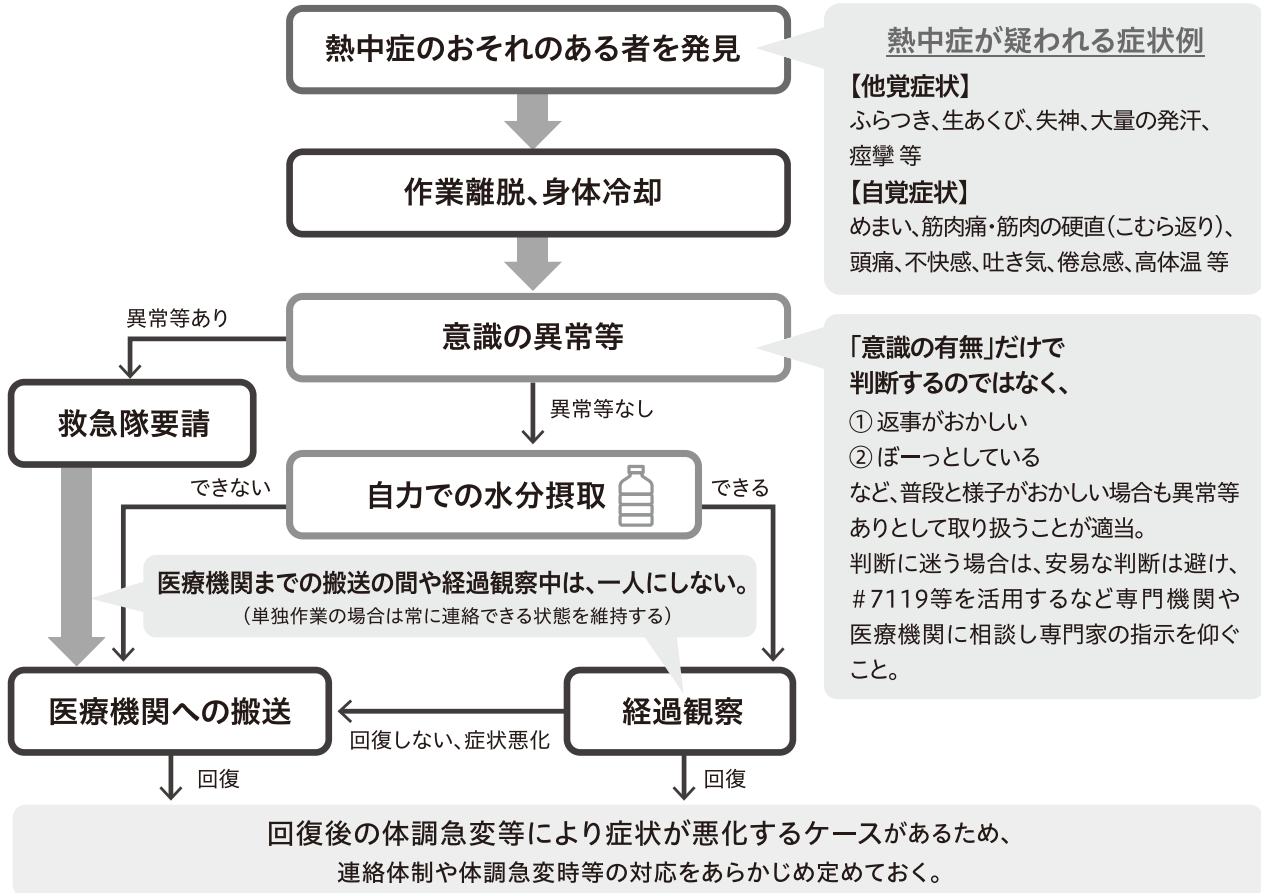 熱中症のおそれのある者を発見
熱中症が疑われる症状例
【他覚症状】
ふらつき、生あくび、失神、大量の発汗、
痙攣 等
【自覚症状】
めまい、筋肉痛・筋肉の硬直（こむら返り）、
頭痛、不快感、吐き気、倦怠感、高体温 等
作業離脱、身体冷却
意識の異常等
異常等あり
異常等なし
「意識の有無」だけで
判断するのではなく、
① 返事がおかしい
② ぼーっとしている
など、普段と様子がおかしい場合も異常等
ありとして取り扱うことが適当。
判断に迷う場合は、安易な判断は避け、
#7119等を活用するなど専門機関や
医療機関に相談し専門家の指示を仰ぐ
こと。
救急隊要請
自力での水分摂取
できない
できる
医療機関までの搬送の間や経過観察中は、一人にしない。
（単独作業の場合は常に連絡できる状態を維持する）
医療機関への搬送
経過観察
回復しない、症状悪化
回復
回復
回復後の体調急変等により症状が悪化するケースがあるため、
連絡体制や体調急変時等の対応をあらかじめ定めておく。